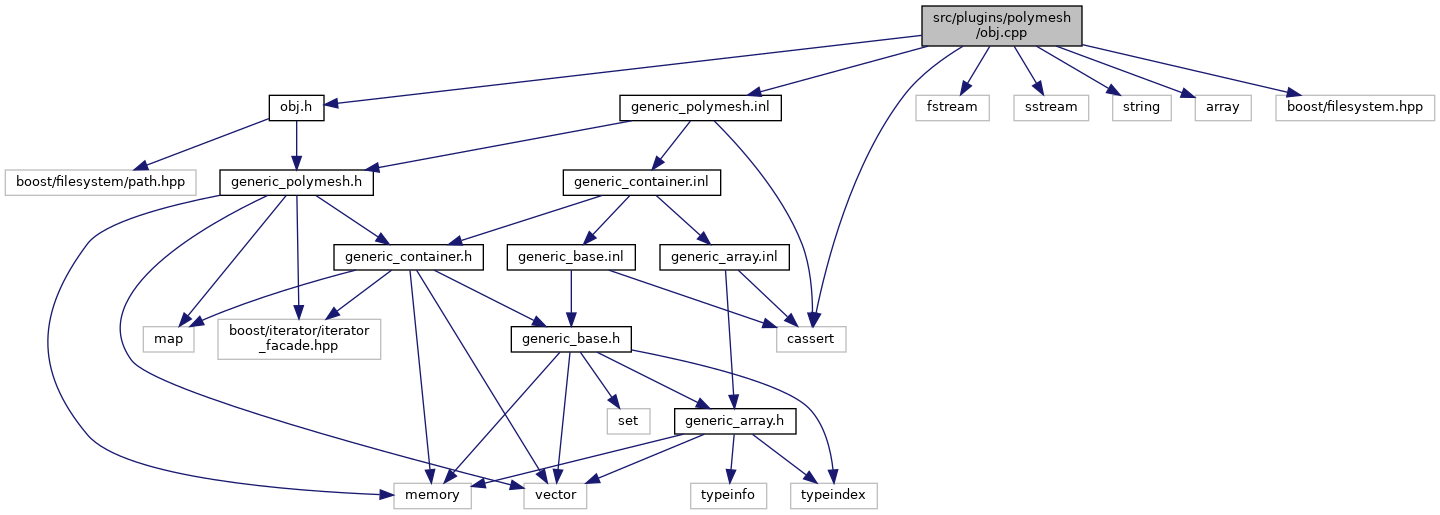 src/plugins/polymesh
/obj.cpp
obj.h
generic_polymesh.inl
fstream
sstream
string
array
boost/filesystem.hpp
boost/filesystem/path.hpp
generic_polymesh.h
generic_container.inl
generic_container.h
generic_base.inl
generic_array.inl
map
boost/iterator/iterator
_facade.hpp
generic_base.h
cassert
set
generic_array.h
memory
vector
typeinfo
typeindex